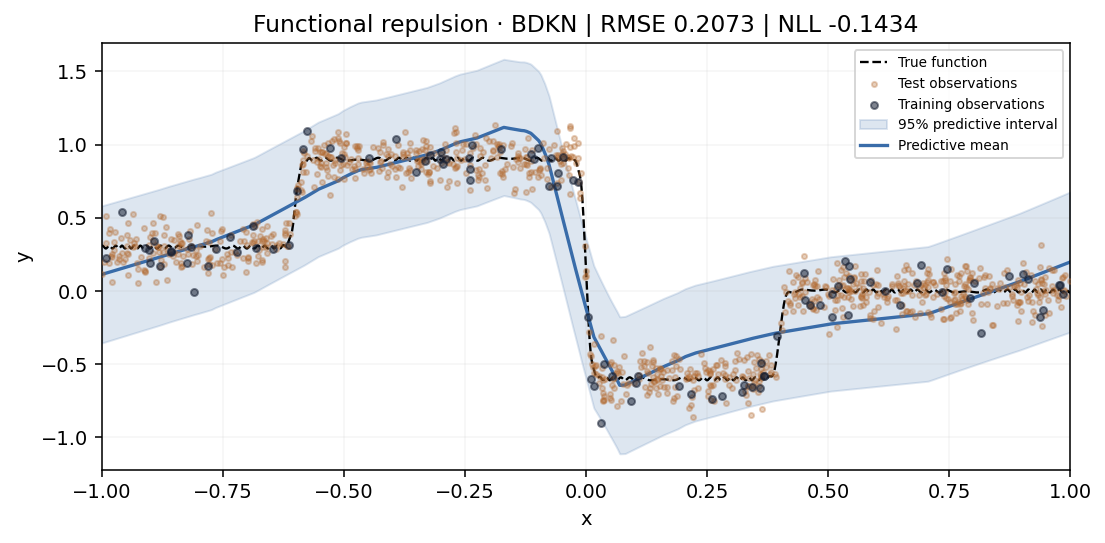 Functional repulsion · BDKN | RMSE 0.2073 | NLL -0.1434
True function
Test observations
Training observations
95% predictive interval
Predictive mean
y
1.5
1.0
0.5
0.0
−0.5
−1.0
−1.00 −0.75 −0.50 −0.25 0.00 0.25 0.50 0.75 1.00
x